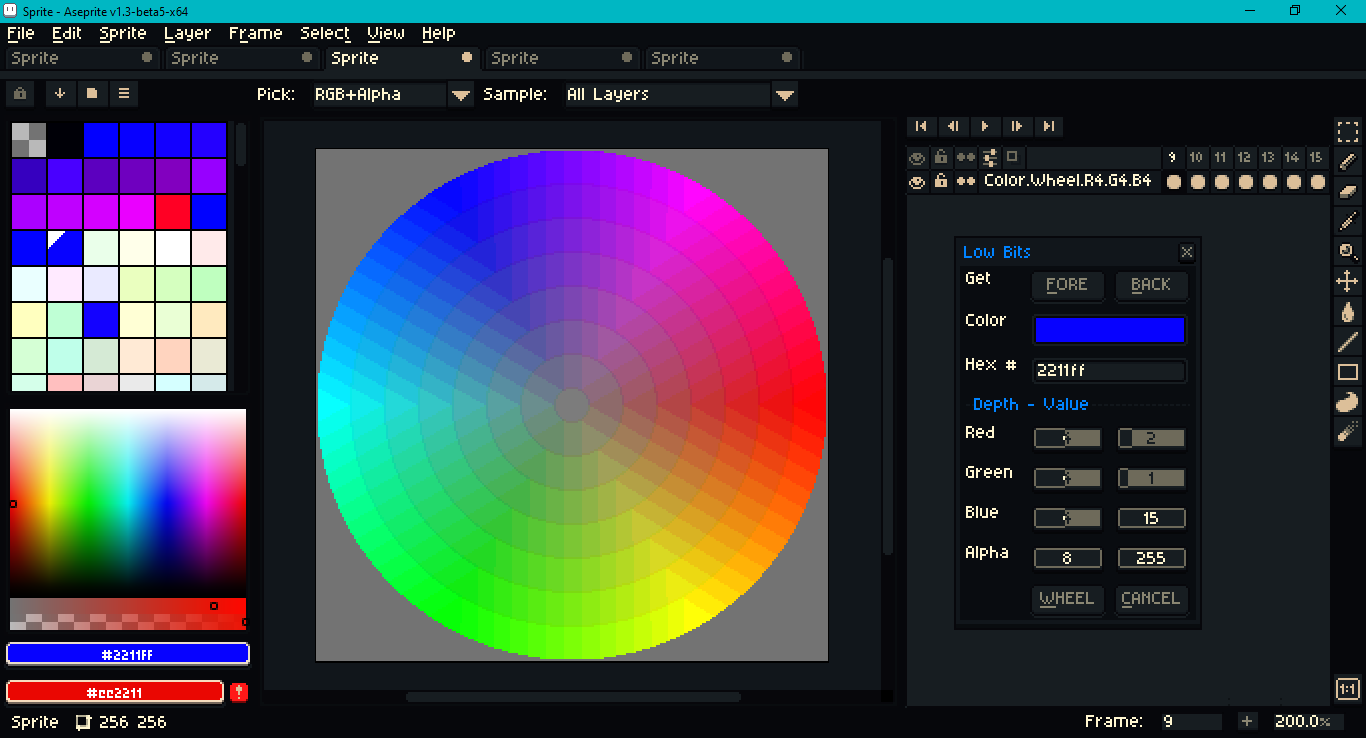 Sprite - Aseprite v1.3-beta5-x64
File Edit Sprite Layer Frame Select View Help
Sprite Sprite Sprite Sprite Sprite
Pick: RGB+Alpha Sample: All Layers
9 10 11 12 13 14 15
Color.Wheel.R4.G4.B4
Low Bits
Get FORE BACK
Color
Hex # 2211ff
Depth - Value
Red 4 2
Green 4 1
Blue 4 15
Alpha 8 255
WHEEL CANCEL
#2211ff
#ee2211
1:1
Sprite 256 256 Frame: 9 + 200.0%